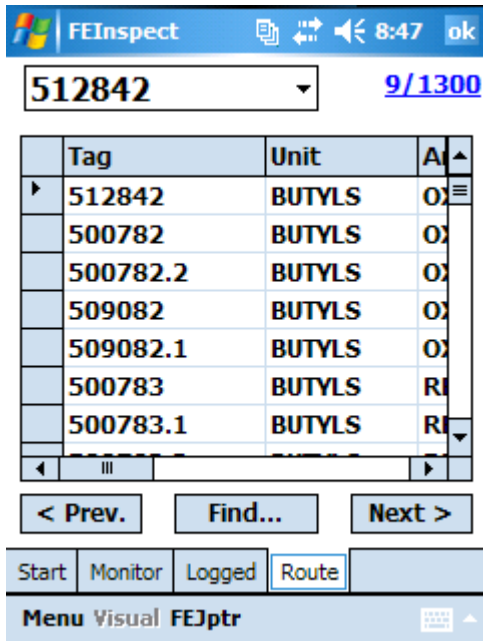 FEInspect 8:47 ok
512842 9/1300
Tag Unit
512842 BUTYLS
500782 BUTYLS
500782.2 BUTYLS
509082 BUTYLS
509082.1 BUTYLS
500783 BUTYLS
500783.1 BUTYLS
< Prev. Find... Next >
Start Monitor Logged Route
Menu Visual FEJptr